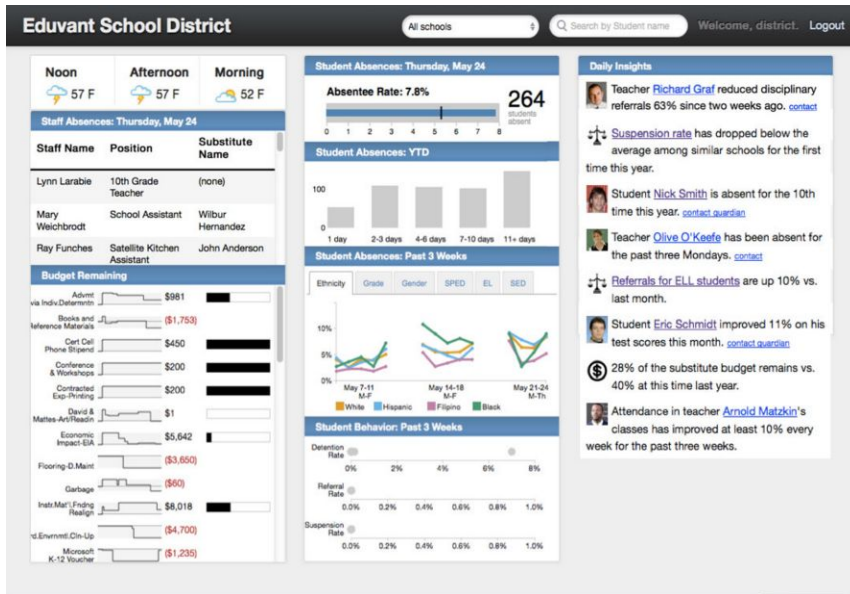 Eduvant School District
All schools
Search by Student name
Welcome, district.
Logout
Noon
Afternoon
Morning
57 F
57 F
52 F
Staff Absences: Thursday, May 24
Staff Name Position Substitute Name
Lynn Larabie 10th Grade Teacher (none)
Mary Weichbrodt School Assistant Wilbur Hernandez
Ray Funches Satellite Kitchen Assistant John Anderson
Budget Remaining
Advmt
via Indiv.Determntn $981
Books and
Reference Materials ($1,753)
Cert Cell
Phone Stipend $450
Conference
& Workshops $200
Contracted
Exp-Printing $200
David &
Mattes-Art/Readin $1
Economic
Impact-EIA $5,642
Flooring-D.Maint ($3,650)
Garbage ($60)
Instr.Mat'l,Fndng
Realign $8,018
rd.Envrnmtl.Cln-Up ($4,700)
Microsoft
K-12 Voucher ($1,235)
Student Absences: Thursday, May 24
Absentee Rate: 7.8%
264
students
absent
0 1 2 3 4 5 6 7 8
Student Absences: YTD
100
0
1 day 2-3 days 4-6 days 7-10 days 11+ days
Student Absences: Past 3 Weeks
Ethnicity Grade Gender SPED EL SED
10%
5%
0%
May 7-11 May 14-18 May 21-24
M-F M-F M-Th
White Hispanic Filipino Black
Student Behavior: Past 3 Weeks
Detention
Rate
0% 2% 4% 6% 8%
Referral
Rate
0.0% 0.2% 0.4% 0.6% 0.8% 1.0%
Suspension
Rate
0.0% 0.2% 0.4% 0.6% 0.8% 1.0%
Daily Insights
Teacher Richard Graf reduced disciplinary
referrals 63% since two weeks ago. contact
Suspension rate has dropped below the
average among similar schools for the first
time this year.
Student Nick Smith is absent for the 10th
time this year. contact guardian
Teacher Olive O'Keefe has been absent for
the past three Mondays. contact
Referrals for ELL students are up 10% vs.
last month.
Student Eric Schmidt improved 11% on his
test scores this month. contact guardian
28% of the substitute budget remains vs.
40% at this time last year.
Attendance in teacher Arnold Matzkin's
classes has improved at least 10% every
week for the past three weeks.